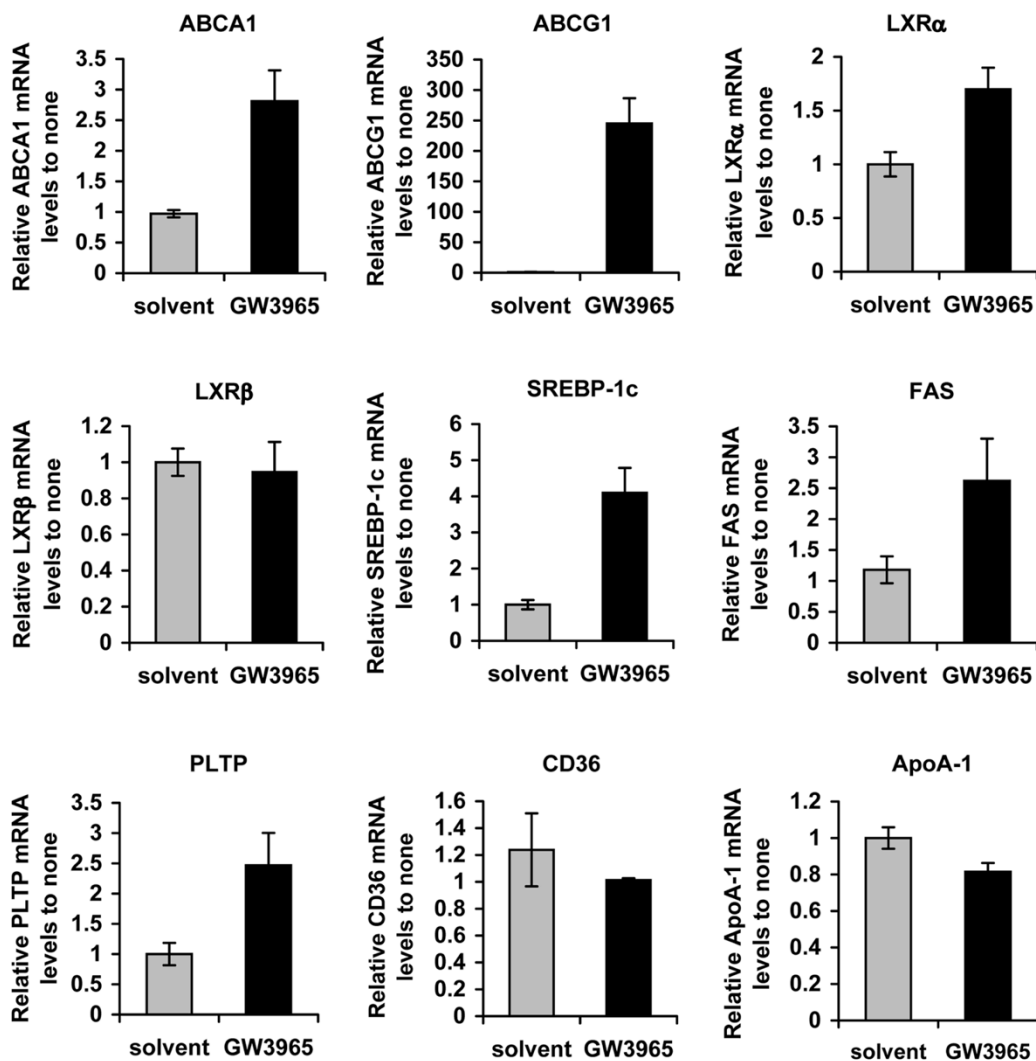 ABCA1
Relative ABCA1 mRNA
levels to none
3.5
3
2.5
2
1.5
1
0.5
0
solvent GW3965
ABCG1
Relative ABCG1 mRNA
levels to none
350
300
250
200
150
100
50
0
solvent GW3965
LXRα
Relative LXRα mRNA
levels to none
2
1.5
1
0.5
0
solvent GW3965
LXRβ
Relative LXRβ mRNA
levels to none
1.2
1
0.8
0.6
0.4
0.2
0
solvent GW3965
SREBP-1c
Relative SREBP-1c mRNA
levels to none
6
5
4
3
2
1
0
solvent GW3965
FAS
Relative FAS mRNA
levels to none
3.5
3
2.5
2
1.5
1
0.5
0
solvent GW3965
PLTP
Relative PLTP mRNA
levels to none
3.5
3
2.5
2
1.5
1
0.5
0
solvent GW3965
CD36
Relative CD36 mRNA
levels to none
1.6
1.4
1.2
1
0.8
0.6
0.4
0.2
0
solvent GW3965
ApoA-1
Relative ApoA-1 mRNA
levels to none
1.2
1
0.8
0.6
0.4
0.2
0
solvent GW3965